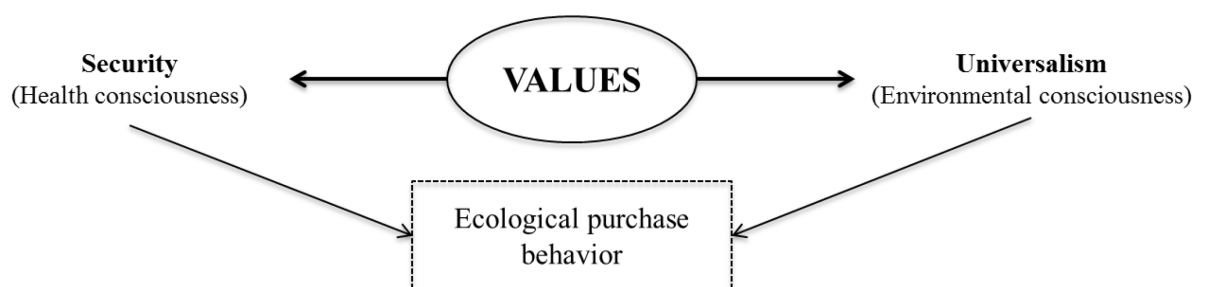 Security
(Health consciousness)
VALUES
Universalism
(Environmental consciousness)
Ecological purchase
behavior